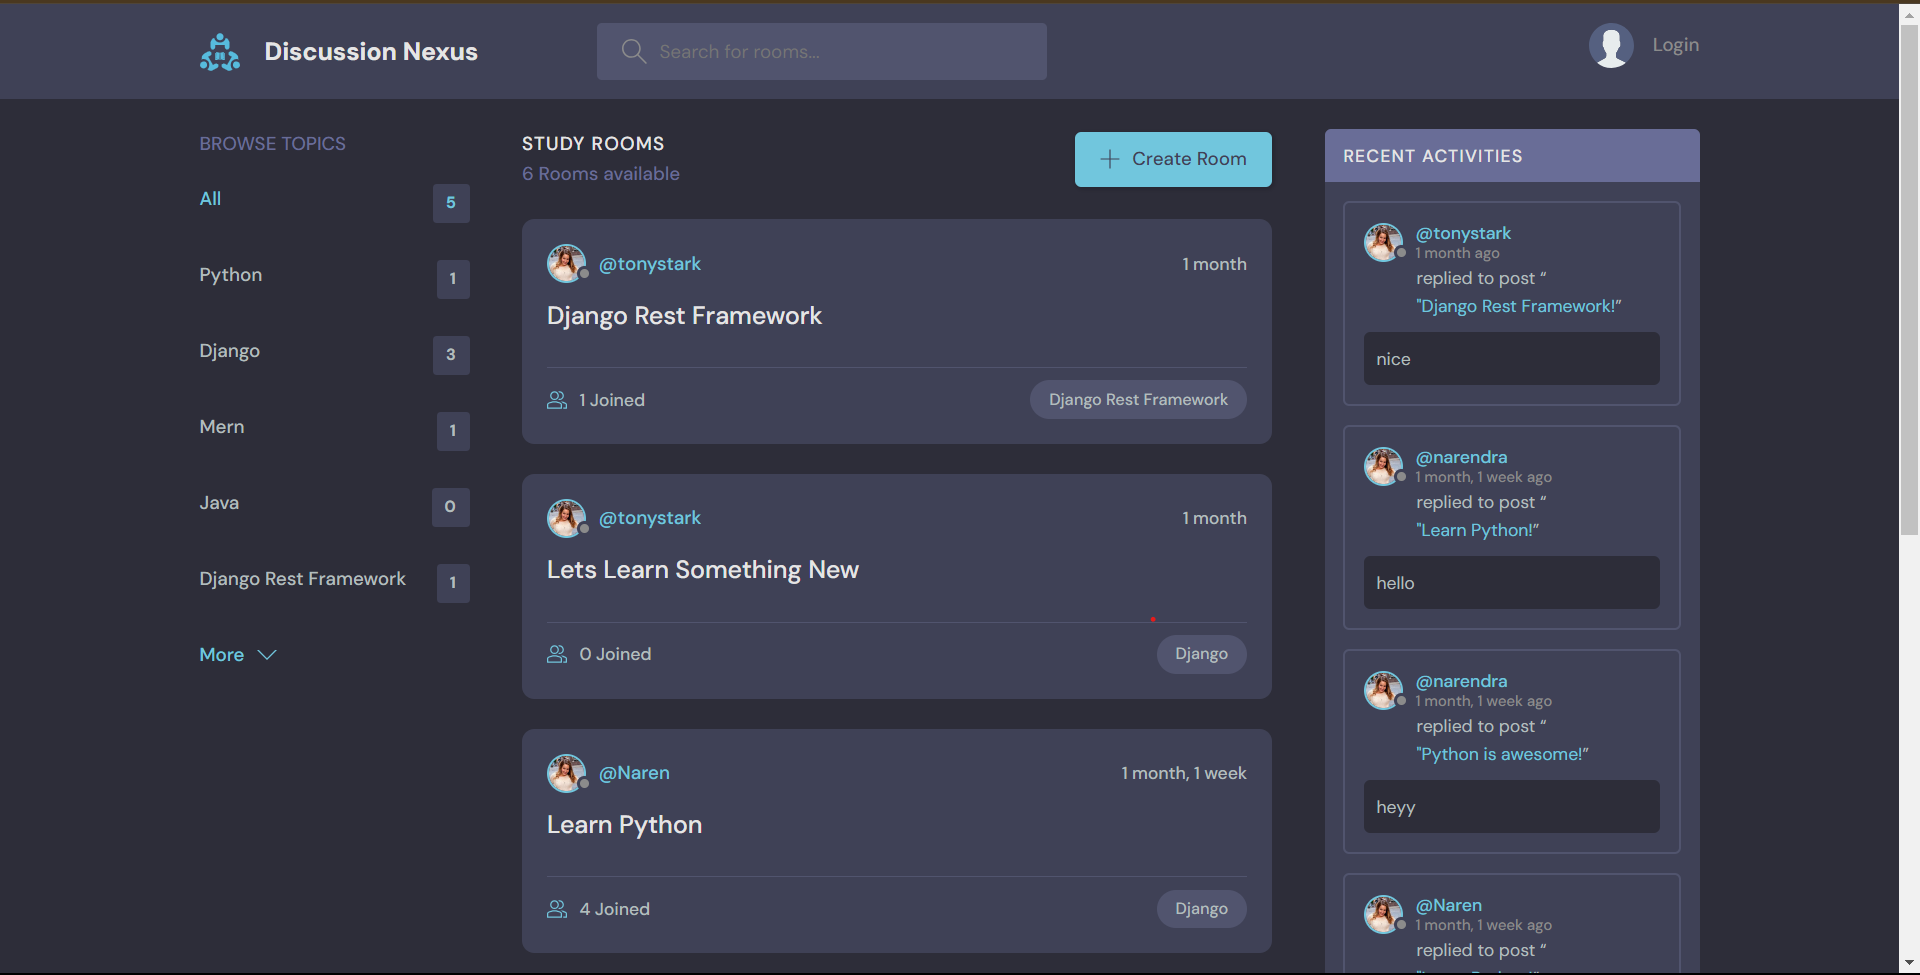 Discussion Nexus
Search for rooms...
Login
BROWSE TOPICS
All 5
Python 1
Django 3
Mern 1
Java 0
Django Rest Framework 1
More
STUDY ROOMS
6 Rooms available
Create Room
@tonystark 1 month
Django Rest Framework
1 Joined Django Rest Framework
@tonystark 1 month
Lets Learn Something New
0 Joined Django
@Naren 1 month, 1 week
Learn Python
4 Joined Django
RECENT ACTIVITIES
@tonystark
1 month ago
replied to post “
"Django Rest Framework!”
nice
@narendra
1 month, 1 week ago
replied to post “
"Learn Python!”
hello
@narendra
1 month, 1 week ago
replied to post “
"Python is awesome!”
heyy
@Naren
1 month, 1 week ago
replied to post “